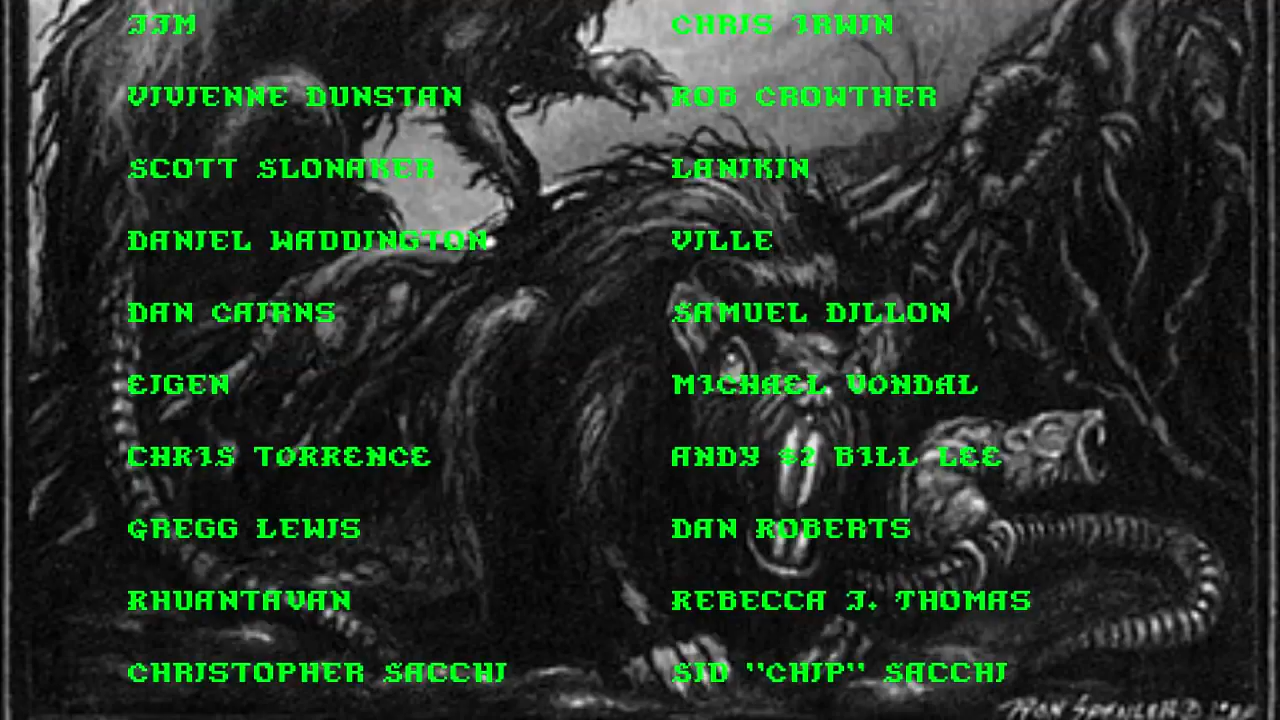 JIM CHRIS IRWIN
VIVIENNE DUNSTAN ROB CROWTHER
SCOTT SLONAKER LANIKIN
DANIEL WADDINGTON VILLE
DAN CAIRNS SAMUEL DILLON
EIGEN MICHAEL VONDAL
CHRIS TORRENCE ANDY $2 BILL LEE
GREGG LEWIS DAN ROBERTS
RHUANTAVAN REBECCA J. THOMAS
CHRISTOPHER SACCHI SID "CHIP" SACCHI